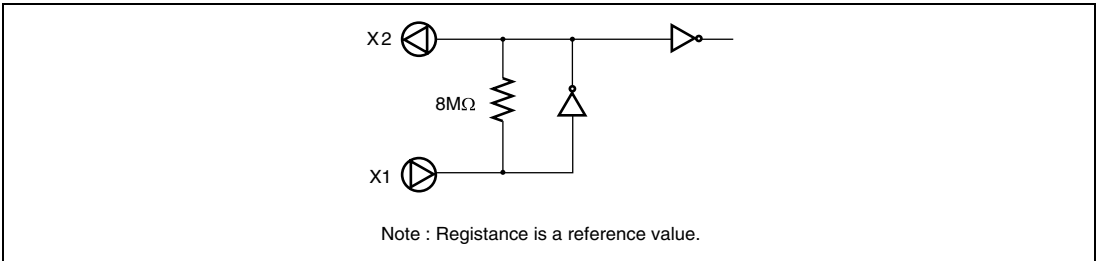 X2
8MΩ
X1
Note : Registance is a reference value.